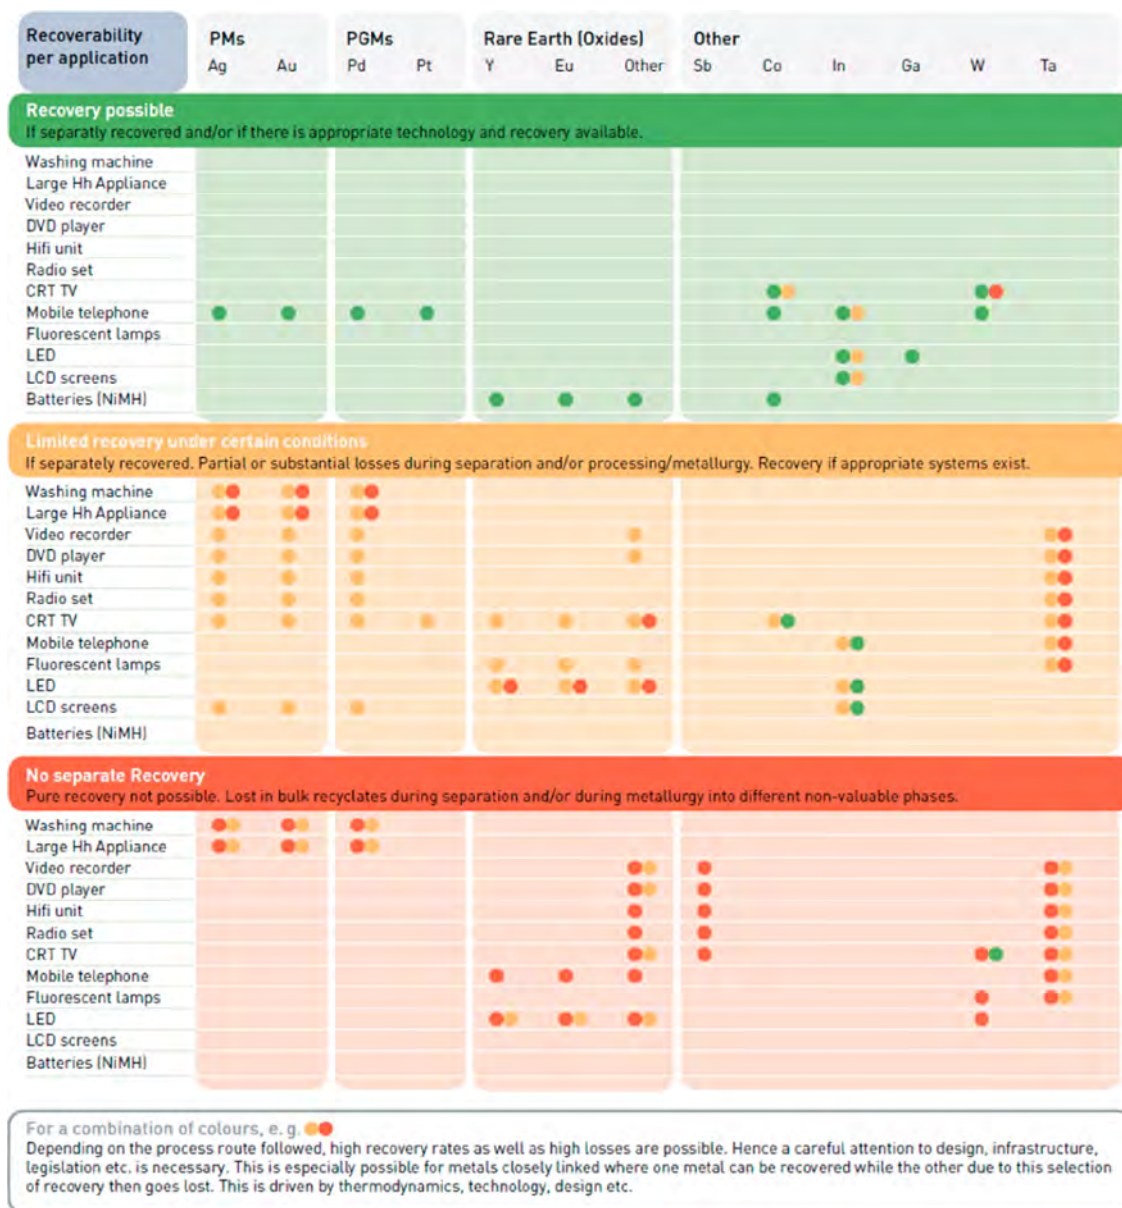 Recoverability per application
PMs PGMs Rare Earth (Oxides) Other
Ag Au Pd Pt Y Eu Other Sb Co In Ga W Ta
Recovery possible
If separatly recovered and/or if there is appropriate technology and recovery available.
Washing machine
Large Hh Appliance
Video recorder
DVD player
Hifi unit
Radio set
CRT TV
Mobile telephone
Fluorescent lamps
LED
LCD screens
Batteries (NiMH)
Limited recovery under certain conditions
If separately recovered. Partial or substantial losses during separation and/or processing/metallurgy. Recovery if appropriate systems exist.
Washing machine
Large Hh Appliance
Video recorder
DVD player
Hifi unit
Radio set
CRT TV
Mobile telephone
Fluorescent lamps
LED
LCD screens
Batteries (NiMH)
No separate Recovery
Pure recovery not possible. Lost in bulk recyclates during separation and/or during metallurgy into different non-valuable phases.
Washing machine
Large Hh Appliance
Video recorder
DVD player
Hifi unit
Radio set
CRT TV
Mobile telephone
Fluorescent lamps
LED
LCD screens
Batteries (NiMH)
For a combination of colours, e. g.
Depending on the process route followed, high recovery rates as well as high losses are possible. Hence a careful attention to design, infrastructure,
legislation etc. is necessary. This is especially possible for metals closely linked where one metal can be recovered while the other due to this selection
of recovery then goes lost. This is driven by thermodynamics, technology, design etc.